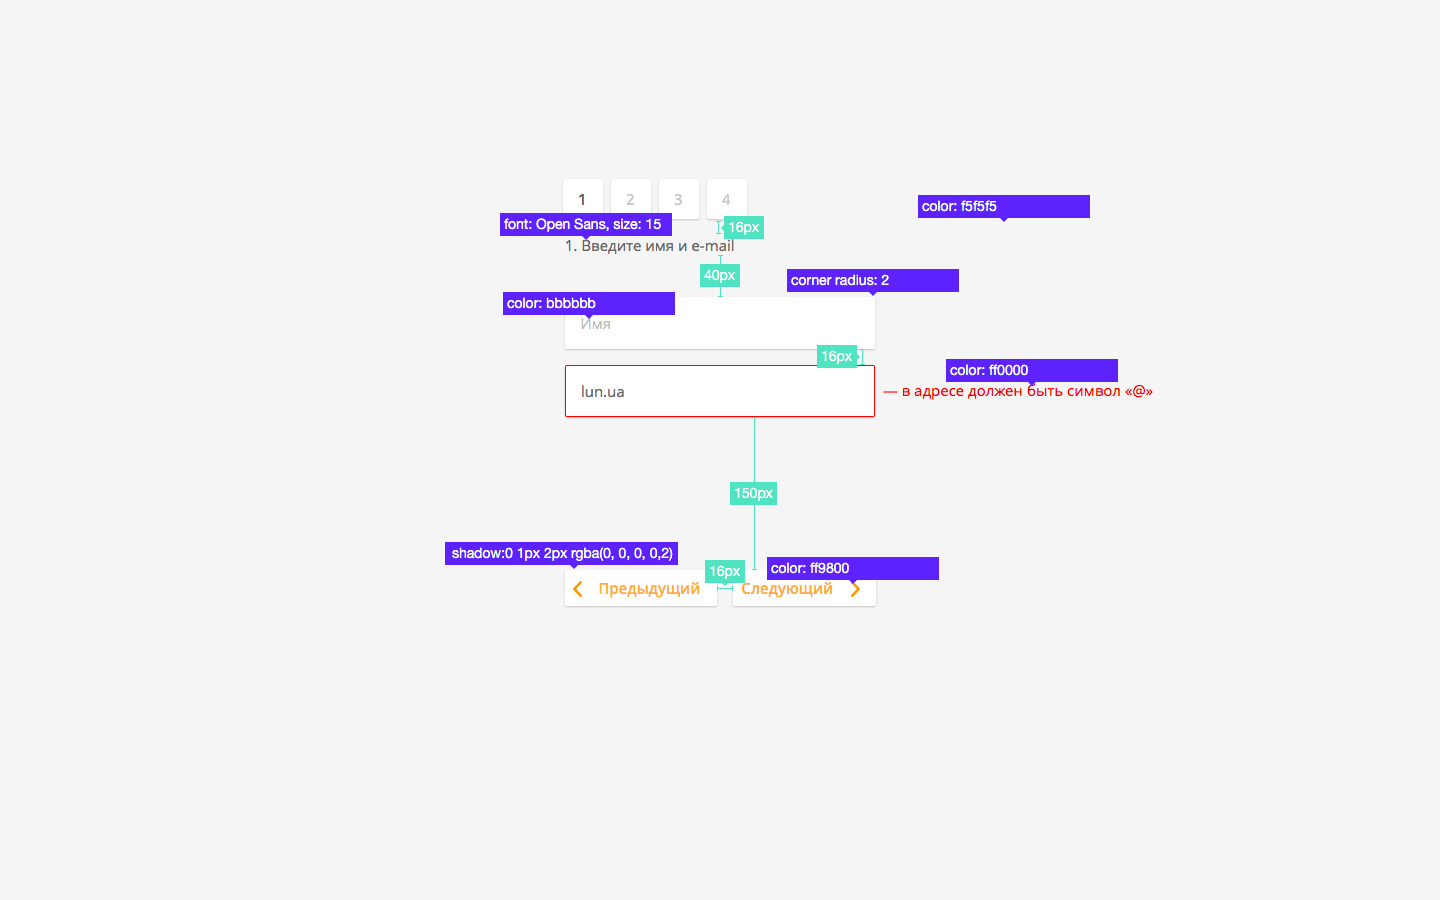 1 2 3 4
color: f5f5f5
font: Open Sans, size: 15
16px
1. Введите имя и e-mail
40px
corner radius: 2
color: bbbbbb
Имя
16px
color: ff0000
lun.ua
— в адресе должен быть символ «@»
150px
shadow:0 1px 2px rgba(0, 0, 0, 0,2)
16px
color: ff9800
Предыдущий
Следующий